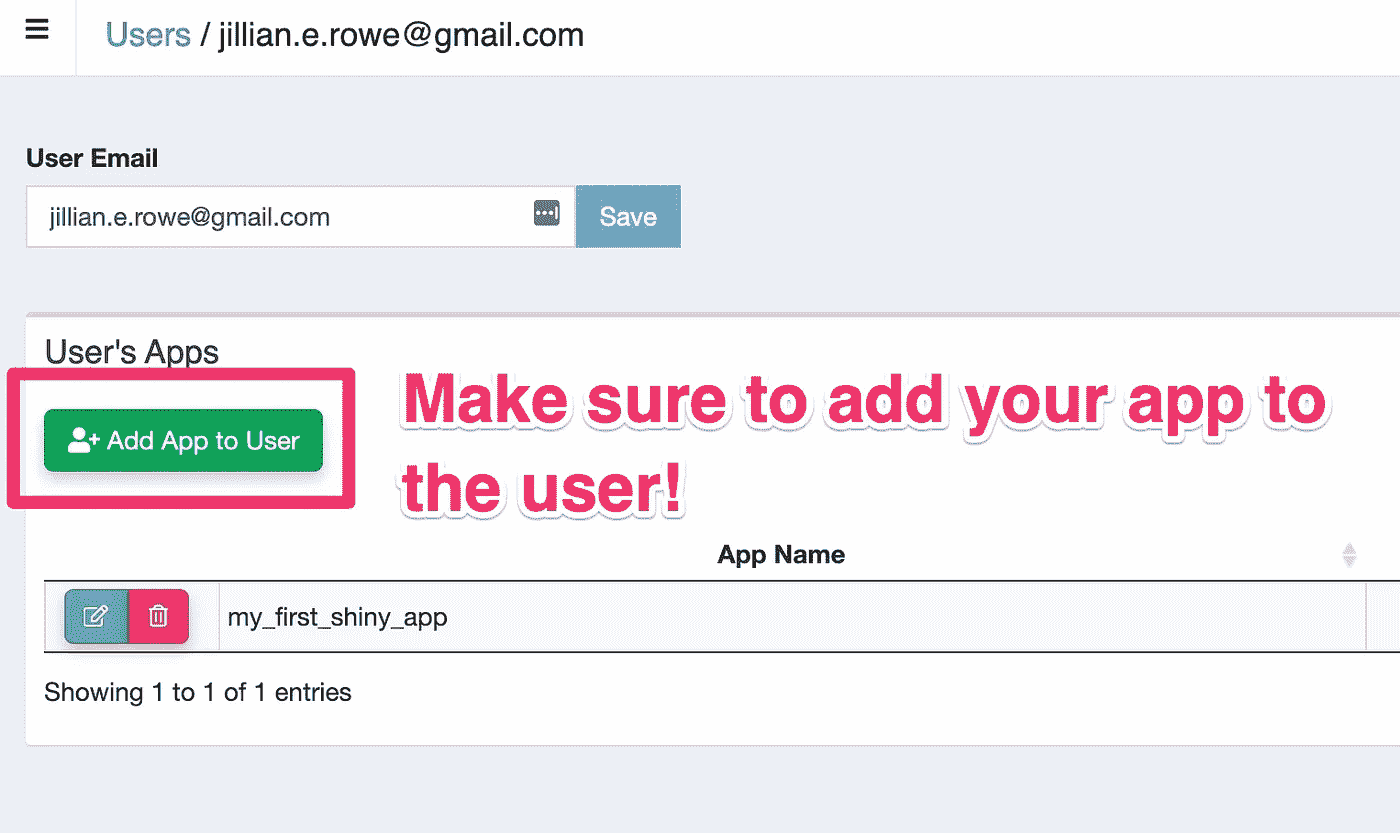 Users / jillian.e.rowe@gmail.com
User Email
jillian.e.rowe@gmail.com
Save
User's Apps
Add App to User
Make sure to add your app to
the user!
App Name
my_first_shiny_app
Showing 1 to 1 of 1 entries